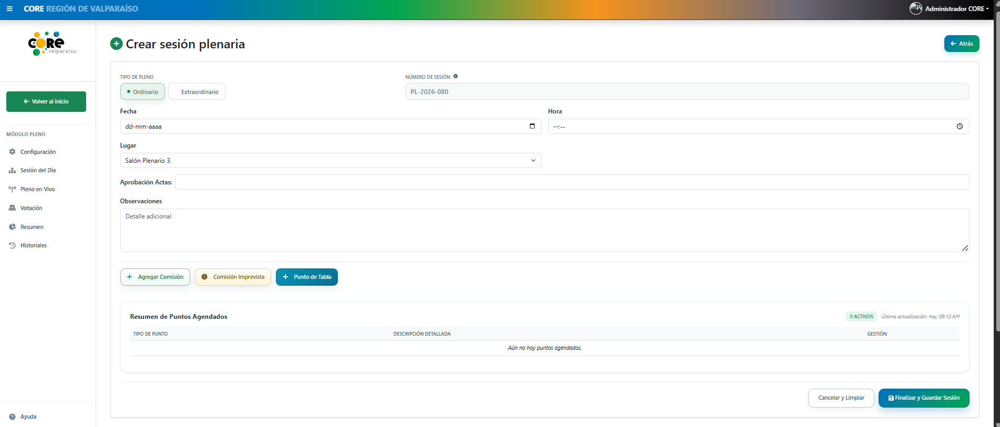 CORE REGIÓN DE VALPARAÍSO
Administrador CORE
CORE
valparaíso
Crear sesión plenaria
Atrás
Volver al inicio
MÓDULO PLENO
Configuración
Sesión del Día
Pleno en Vivo
Votación
Resumen
Historiales
Ayuda
TIPO DE PLENO
NÚMERO DE SESIÓN
Ordinario
Extraordinario
PL-2026-080
Fecha
Hora
dd-mm-aaaa
--:--
Lugar
Salón Plenario 3
Aprobación Actas:
Observaciones
Detalle adicional
Agregar Comisión
Comisión Imprevista
Punto de Tabla
Resumen de Puntos Agendados
0 ACTIVOS
Última actualización: hoy, 09:12 AM
TIPO DE PUNTO
DESCRIPCIÓN DETALLADA
GESTIÓN
Aún no hay puntos agendados.
Cancelar y Limpiar
Finalizar y Guardar Sesión